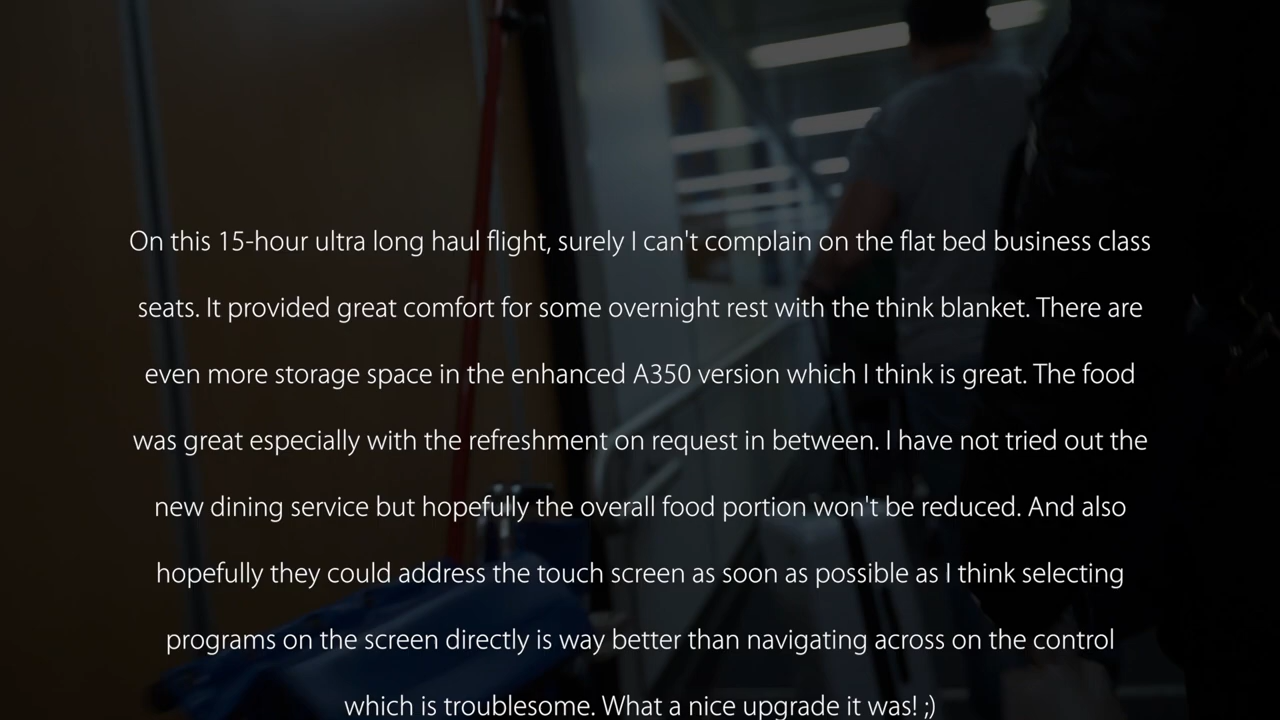 On this 15-hour ultra long haul flight, surely I can't complain on the flat bed business class
seats. It provided great comfort for some overnight rest with the think blanket. There are
even more storage space in the enhanced A350 version which I think is great. The food
was great especially with the refreshment on request in between. I have not tried out the
new dining service but hopefully the overall food portion won't be reduced. And also
hopefully they could address the touch screen as soon as possible as I think selecting
programs on the screen directly is way better than navigating across on the control
which is troublesome. What a nice upgrade it was! ;)